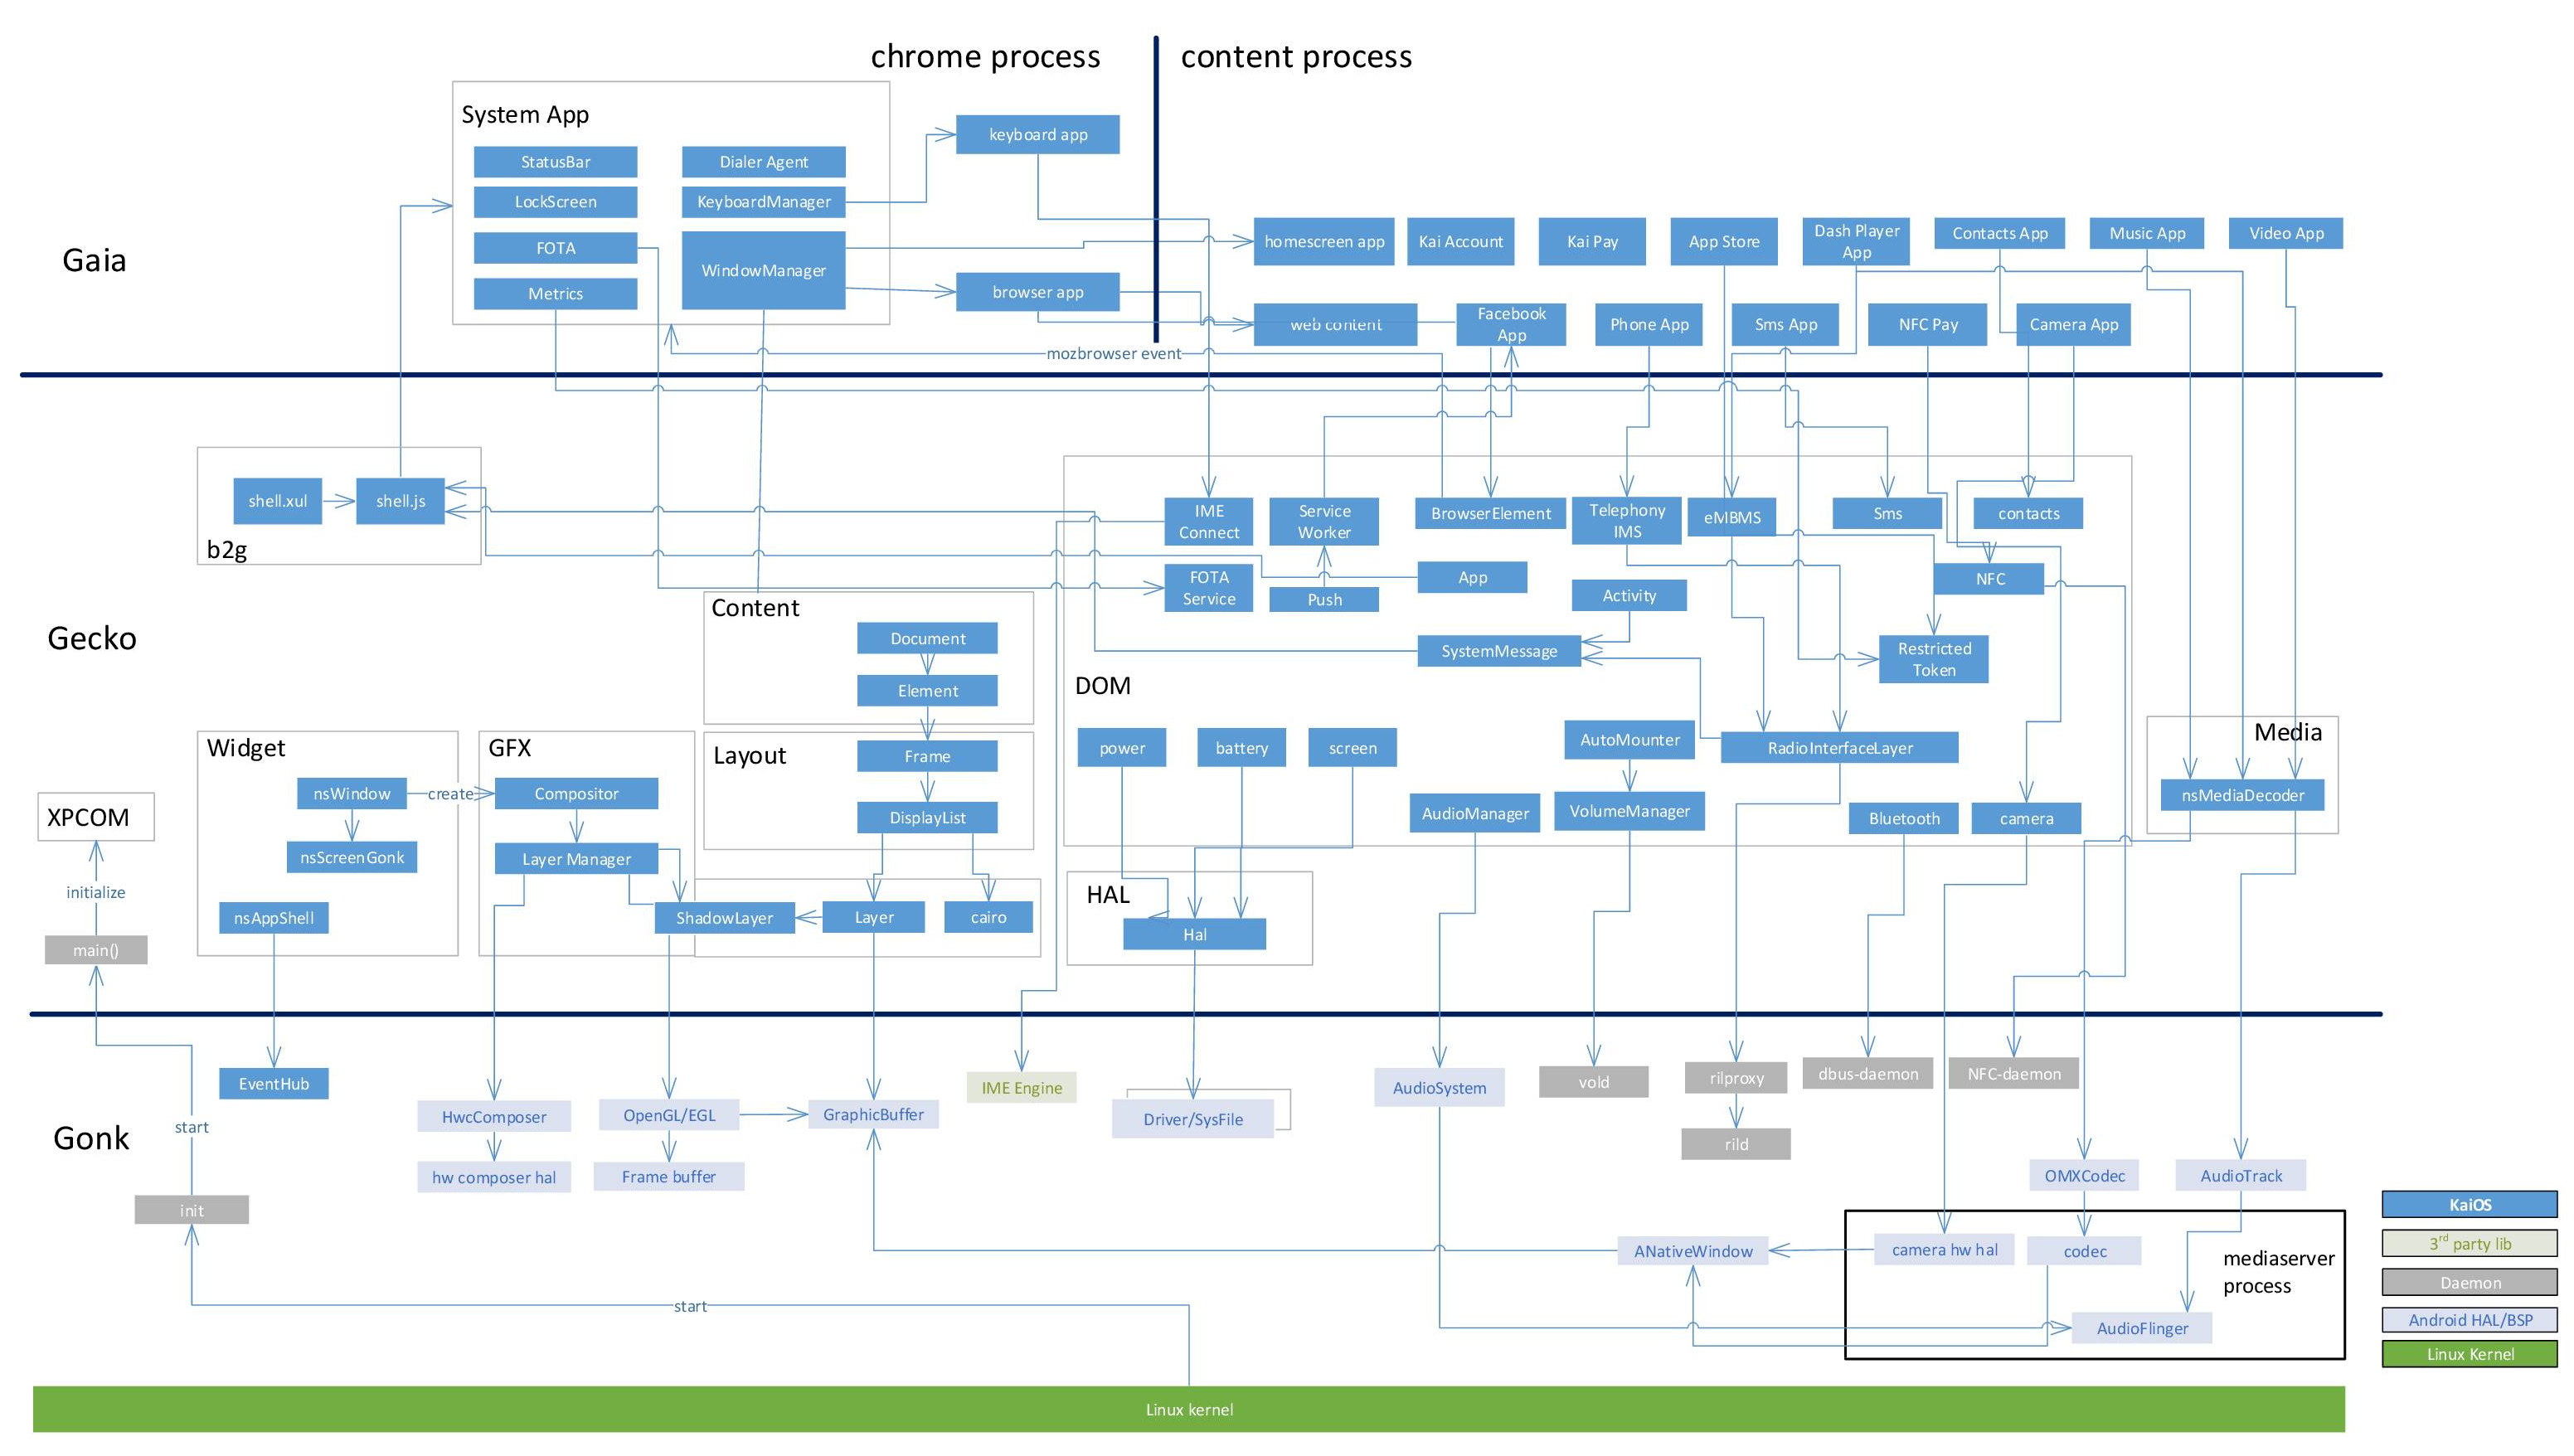 chrome process
content process
System App
StatusBar
Dialer Agent
LockScreen
KeyboardManager
FOTA
WindowManager
Metrics
keyboard app
browser app
Gaia
homescreen app
Kai Account
Kai Pay
App Store
Dash Player
App
Contacts App
Music App
Video App
web content
Facebook
App
Phone App
Sms App
NFC Pay
Camera App
mozbrowser event
shell.xul
shell.js
b2g
IME
Connect
Service
Worker
BrowserElement
Telephony
IMS
eMBMS
Sms
contacts
FOTA
Service
Push
App
Activity
NFC
SystemMessage
Restricted
Token
DOM
Gecko
Content
Document
Element
Layout
Frame
DisplayList
Widget
nsWindow
create
nsScreenGonk
nsAppShell
GFX
Compositor
Layer Manager
ShadowLayer
Layer
cairo
XPCOM
initialize
main()
power
battery
screen
AutoMounter
RadioInterfaceLayer
AudioManager
VolumeManager
Bluetooth
camera
Media
nsMediaDecoder
HAL
Hal
Gonk
EventHub
start
init
HwcComposer
hw composer hal
OpenGL/EGL
Frame buffer
GraphicBuffer
IME Engine
Driver/SysFile
AudioSystem
vold
rilproxy
rild
dbus-daemon
NFC-daemon
OMXCodec
AudioTrack
ANativeWindow
camera hw hal
codec
mediaserver
process
AudioFlinger
start
KaiOS
3rd party lib
Daemon
Android HAL/BSP
Linux Kernel
Linux kernel